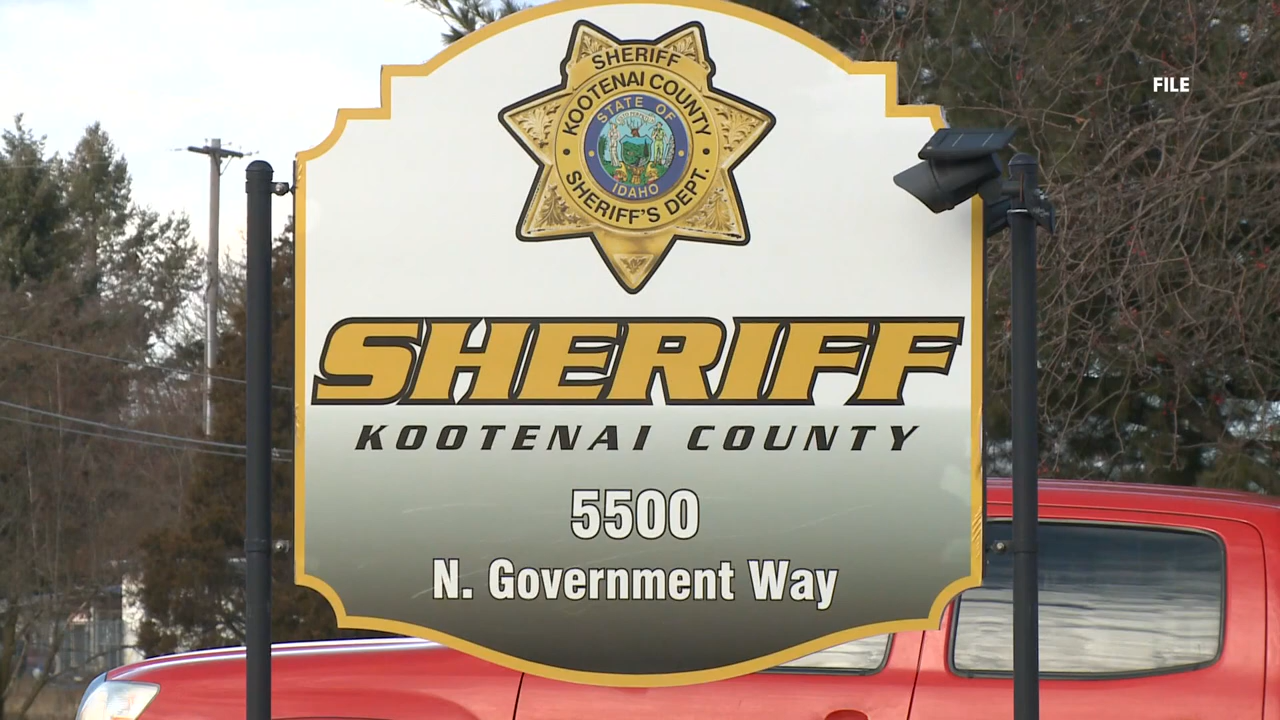 FILE
SHERIFF
KOOTENAI COUNTY
STATE OF
IDAHO
SHERIFF'S DEPT.
SHERIFF
KOOTENAI COUNTY
5500
N. Government Way